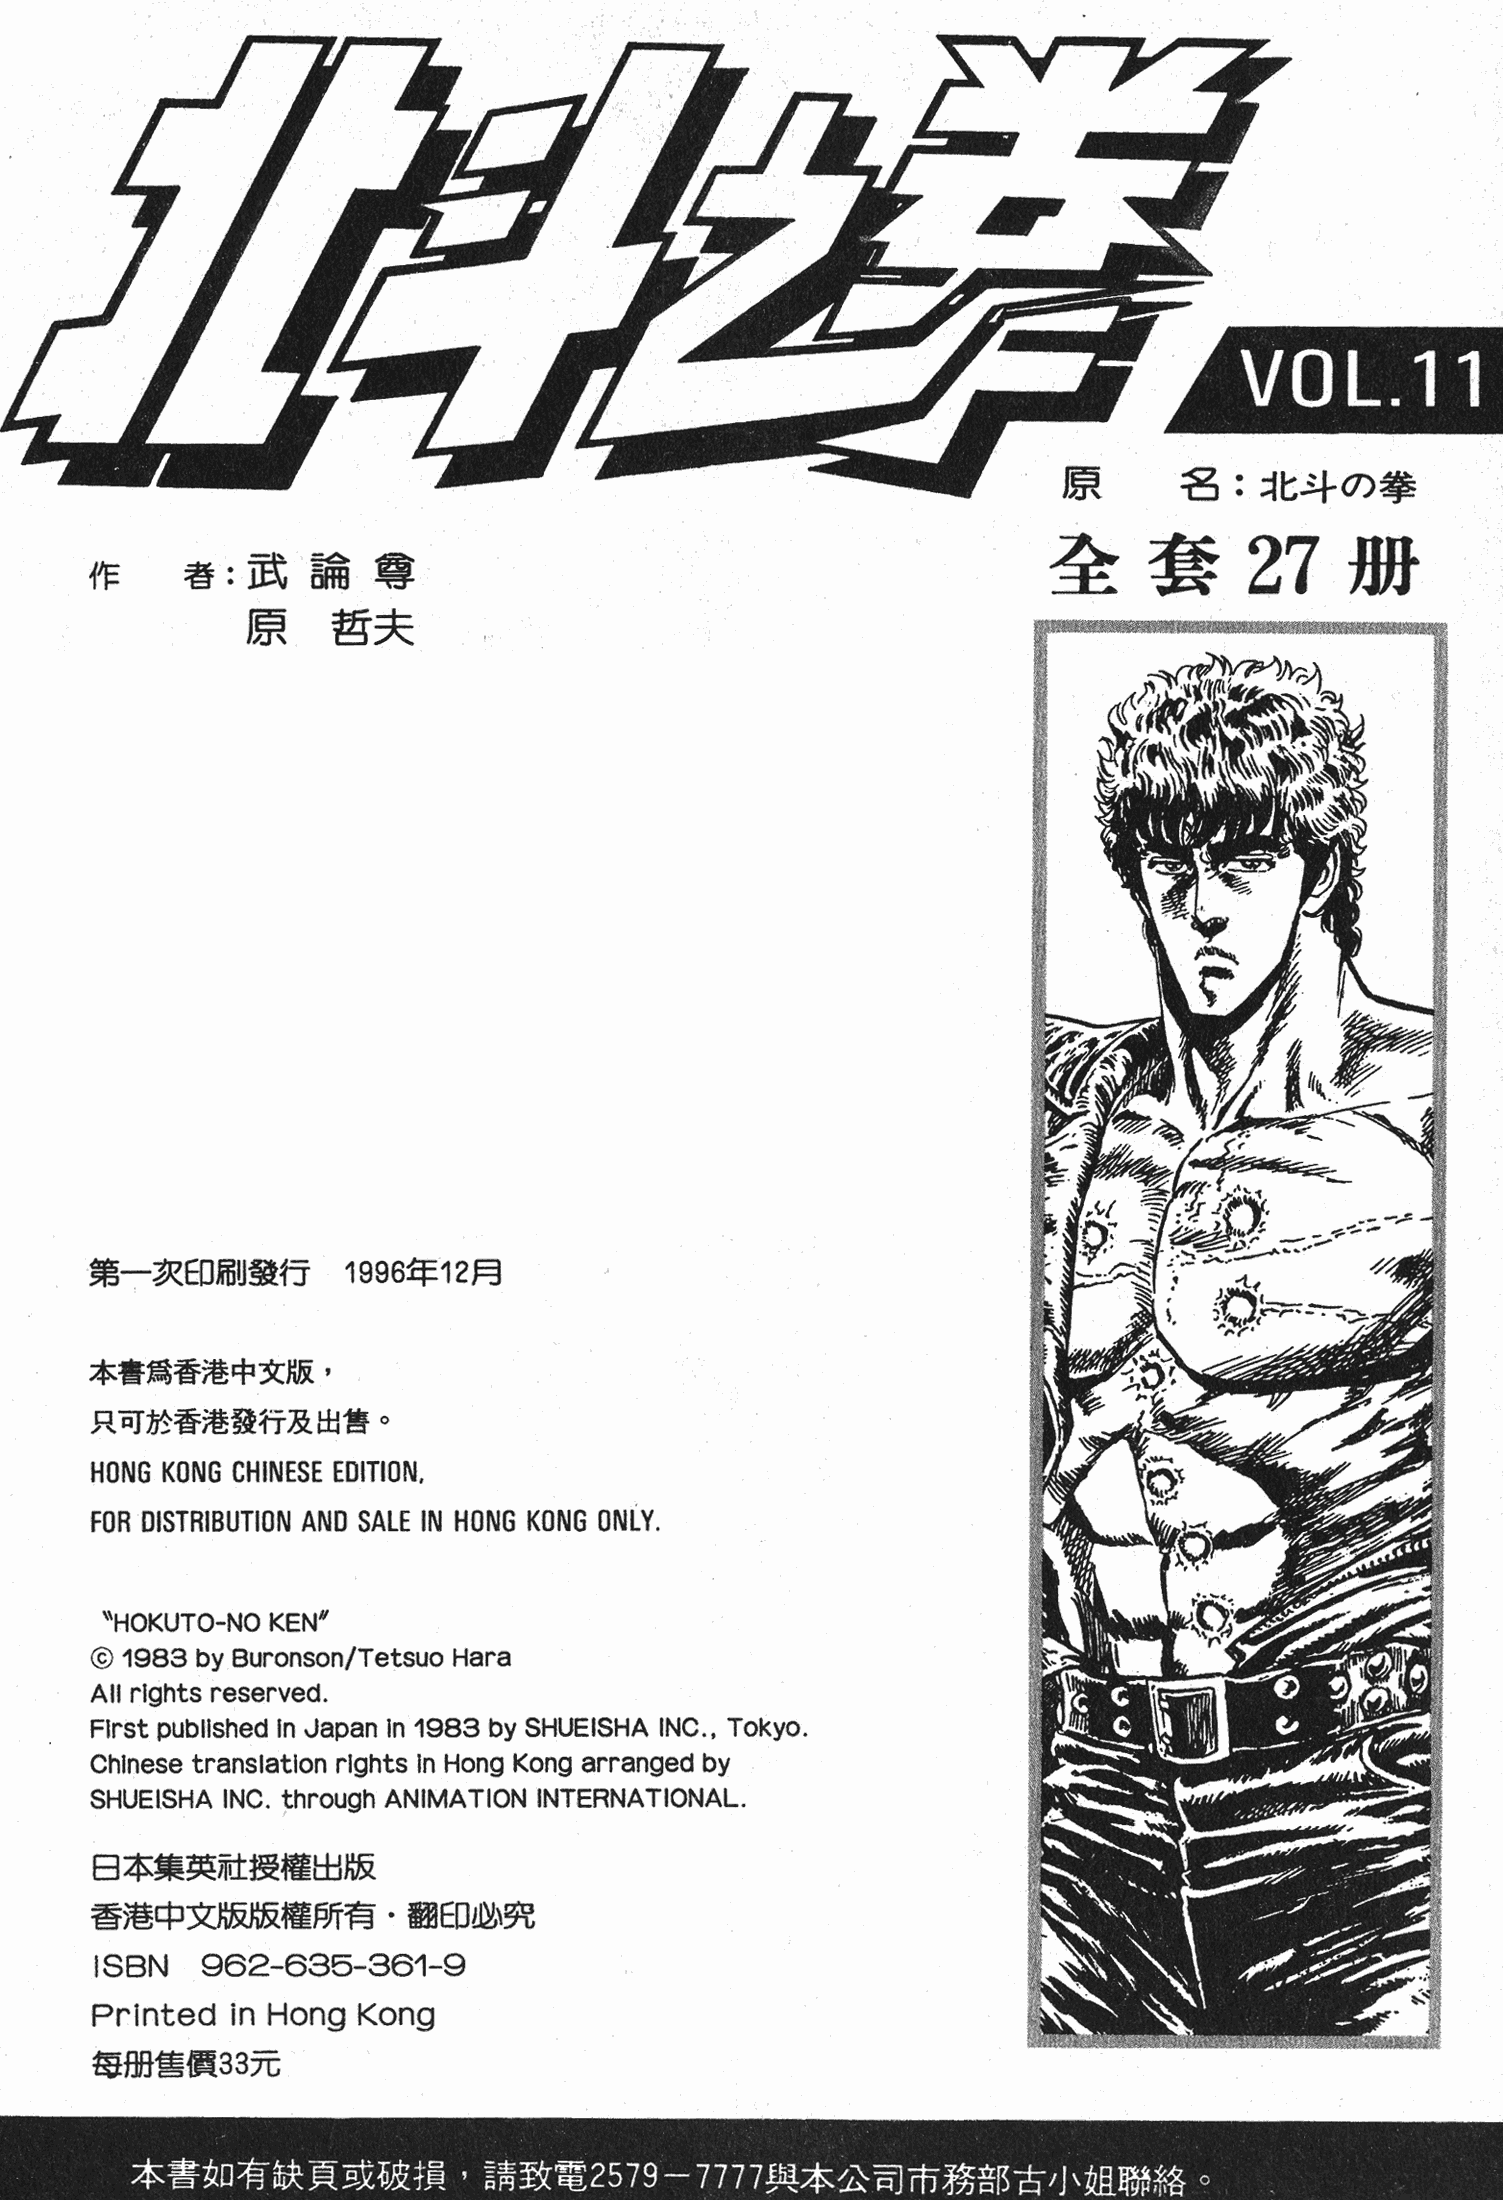 北斗之拳
VOL.11
原 名：北斗の拳
全套27册
作 者：武論尊
原 哲夫
第一次印刷發行 1996年12月
本書爲香港中文版，
只可於香港發行及出售。
HONG KONG CHINESE EDITION,
FOR DISTRIBUTION AND SALE IN HONG KONG ONLY.
〝HOKUTO-NO KEN〞
© 1983 by Buronson/Tetsuo Hara
All rights reserved.
First published in Japan in 1983 by SHUEISHA INC., Tokyo.
Chinese translation rights in Hong Kong arranged by
SHUEISHA INC. through ANIMATION INTERNATIONAL.
日本集英社授權出版
香港中文版版權所有・翻印必究
ISBN 962-635-361-9
Printed in Hong Kong
每册售價33元
本書如有缺頁或破損，請致電2579－7777與本公司市務部古小姐聯絡。